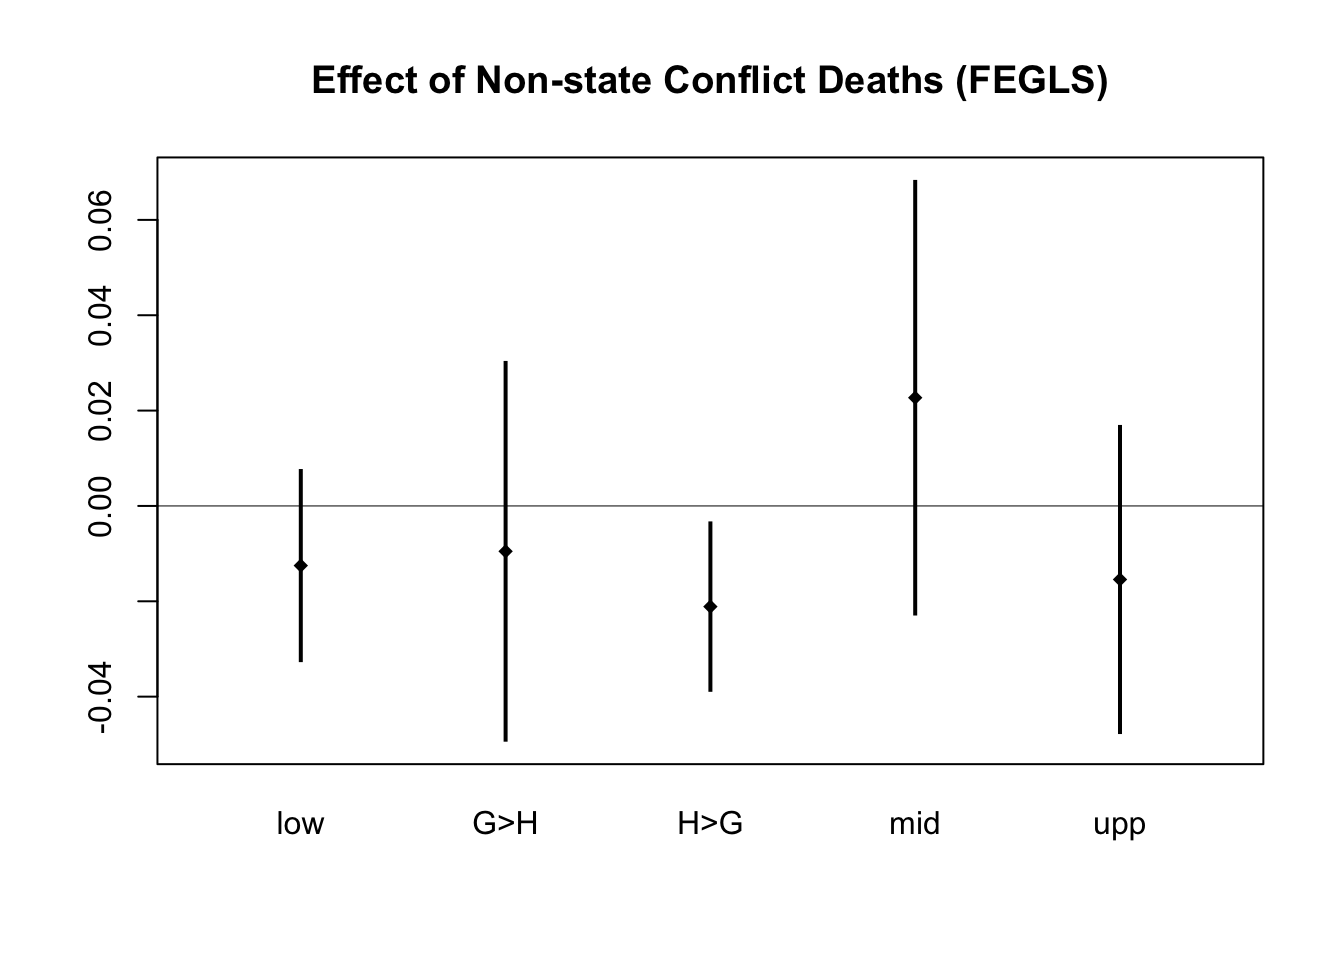 Effect of Non-state Conflict Deaths (FEGLS)
0.06
0.04
0.02
0.00
-0.04
low G>H H>G mid upp